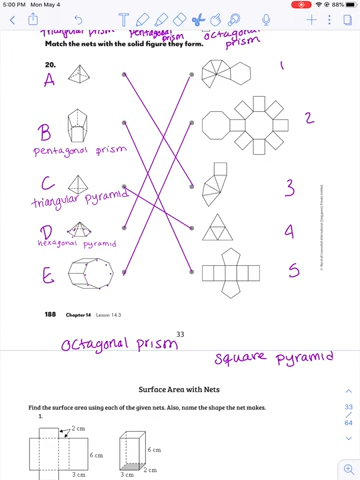 5:00 PM Mon May 4
88%
triangular prism
pentagonal prism
octagonal prism
Match the nets with the solid figure they form.
20.
A
1
B
2
pentagonal prism
C
3
triangular pyramid
D
4
hexagonal pyramid
E
5
188 Chapter 14 Lesson 14.3
33
octagonal prism
square pyramid
Surface Area with Nets
Find the surface area using each of the given nets. Also, name the shape the net makes.
1.
2 cm
6 cm
3 cm
6 cm
2 cm
3 cm
33
64